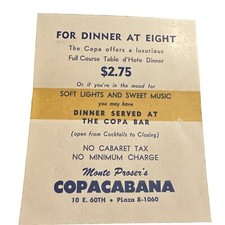 FOR DINNER AT EIGHT
The Copa offers a luxurious
Full Course Table d'Hote Dinner
$2.75
Or if you're in the mood for
SOFT LIGHTS AND SWEET MUSIC
you may have
DINNER SERVED AT
THE COPA BAR
(open from Cocktails to Closing)
NO CABARET TAX
NO MINIMUM CHARGE
Monte Proser's
COPACABANA
10 E. 60TH • PLaza 8-1060